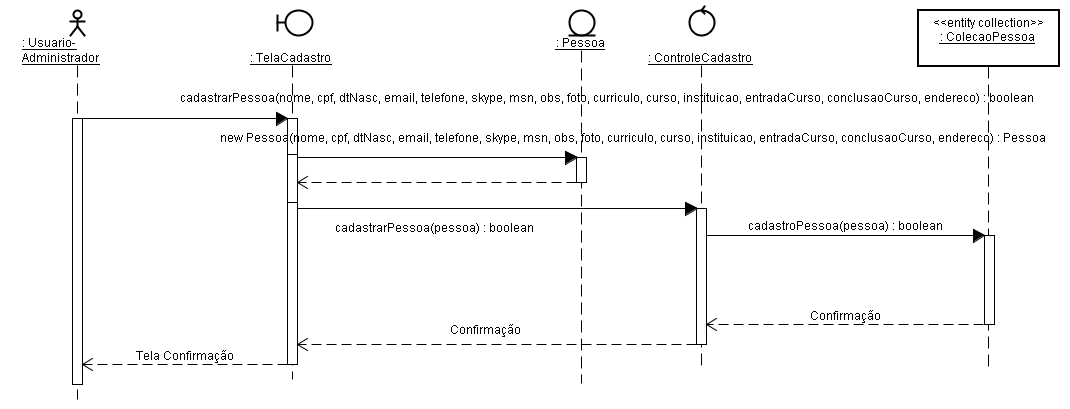 : Usuario-
Administrador
: TelaCadastro
: Pessoa
: ControleCadastro
<<entity collection>>
: ColecaoPessoa
cadastrarPessoa(nome, cpf, dtNasc, email, telefone, skype, msn, obs, foto, curriculo, curso, instituicao, entradaCurso, conclusaoCurso, endereco) : boolean
new Pessoa(nome, cpf, dtNasc, email, telefone, skype, msn, obs, foto, curriculo, curso, instituicao, entradaCurso, conclusaoCurso, endereco) : Pessoa
cadastrarPessoa(pessoa) : boolean
cadastroPessoa(pessoa) : boolean
Confirmação
Confirmação
Tela Confirmação